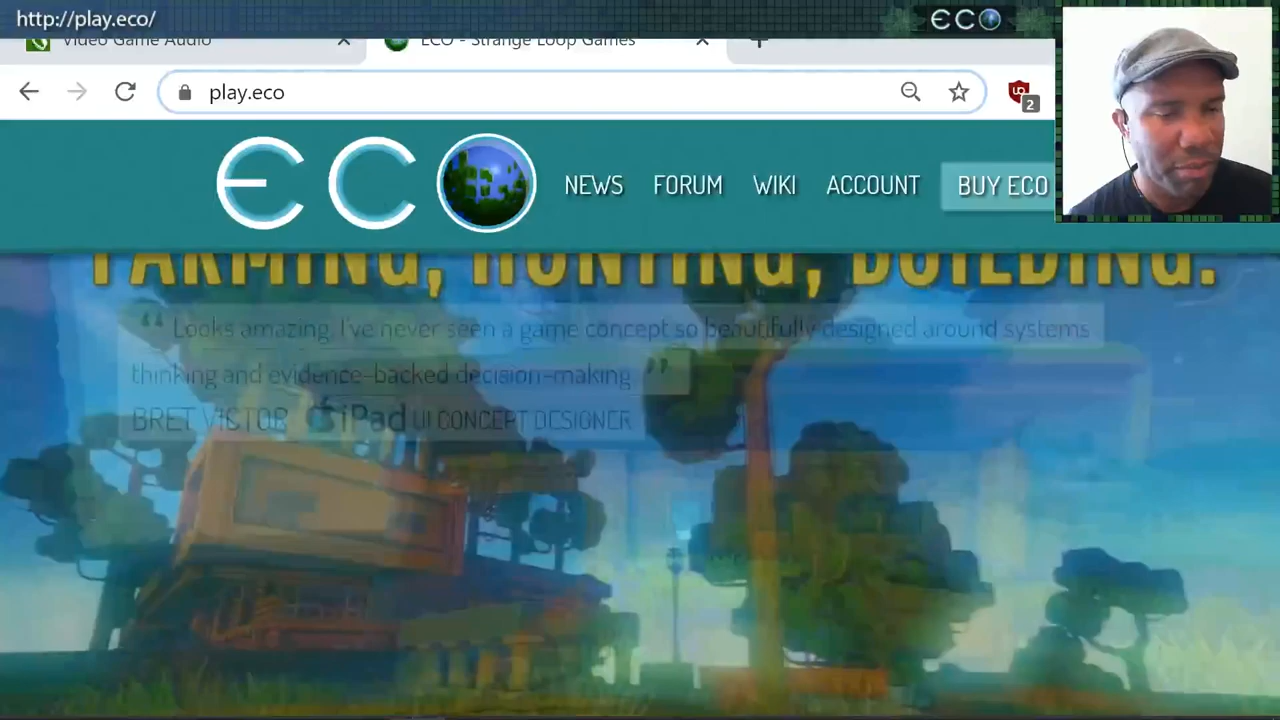 http://play.eco/
ECO
Video Game Audio
ECO - Strange Loop Games
play.eco
2
ECO
NEWS
FORUM
WIKI
ACCOUNT
BUY ECO
FARMING, HUNTING, BUILDING.
“ Looks amazing, I've never seen a game concept so beautifully designed around systems
thinking and evidence-backed decision-making ”
BRET VICTOR iPad UI CONCEPT DESIGNER